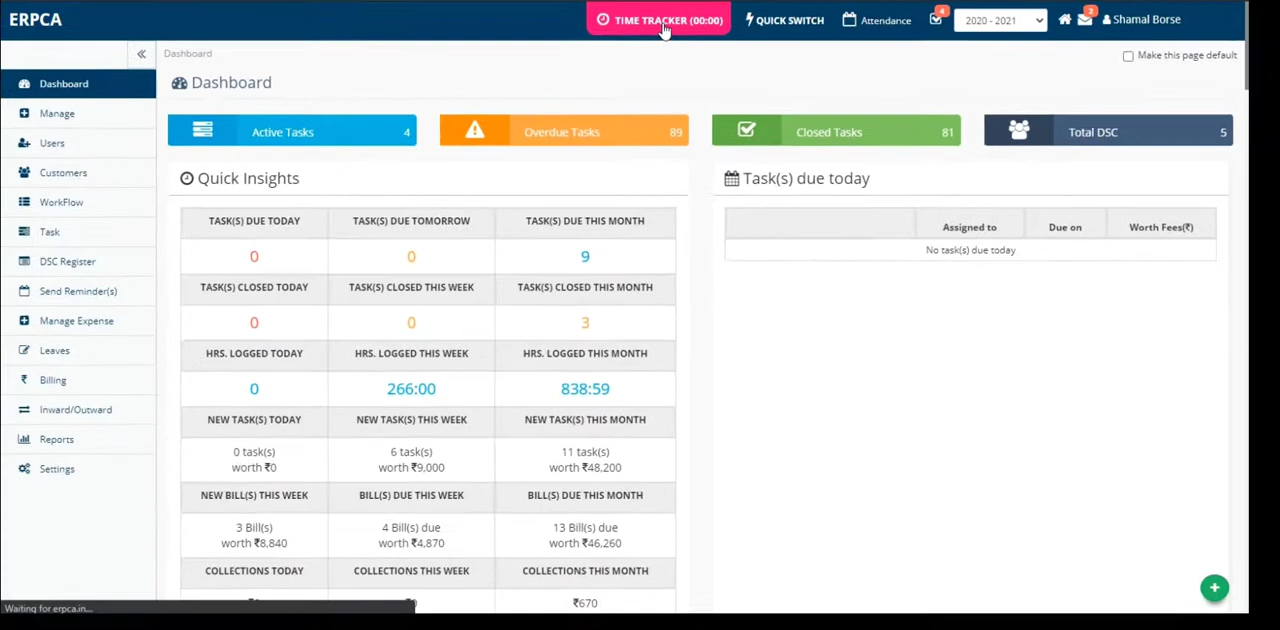 ERPCA
TIME TRACKER (00:00)
QUICK SWITCH
Attendance
4
2020 - 2021
2
Shamal Borse
Dashboard
Make this page default
Dashboard
Dashboard
Manage
Users
Customers
WorkFlow
Task
DSC Register
Send Reminder(s)
Manage Expense
Leaves
Billing
Inward/Outward
Reports
Settings
Active Tasks 4
Overdue Tasks 89
Closed Tasks 81
Total DSC 5
Quick Insights
TASK(S) DUE TODAY TASK(S) DUE TOMORROW TASK(S) DUE THIS MONTH
0 0 9
TASK(S) CLOSED TODAY TASK(S) CLOSED THIS WEEK TASK(S) CLOSED THIS MONTH
0 0 3
HRS. LOGGED TODAY HRS. LOGGED THIS WEEK HRS. LOGGED THIS MONTH
0 266:00 838:59
NEW TASK(S) TODAY NEW TASK(S) THIS WEEK NEW TASK(S) THIS MONTH
0 task(s) 6 task(s) 11 task(s)
worth ₹0 worth ₹9,000 worth ₹48,200
NEW BILL(S) THIS WEEK BILL(S) DUE THIS WEEK BILL(S) DUE THIS MONTH
3 Bill(s) 4 Bill(s) due 13 Bill(s) due
worth ₹8,840 worth ₹4,870 worth ₹46,260
COLLECTIONS TODAY COLLECTIONS THIS WEEK COLLECTIONS THIS MONTH
₹670
Task(s) due today
Assigned to Due on Worth Fees(₹)
No task(s) due today
Waiting for erpca.in...